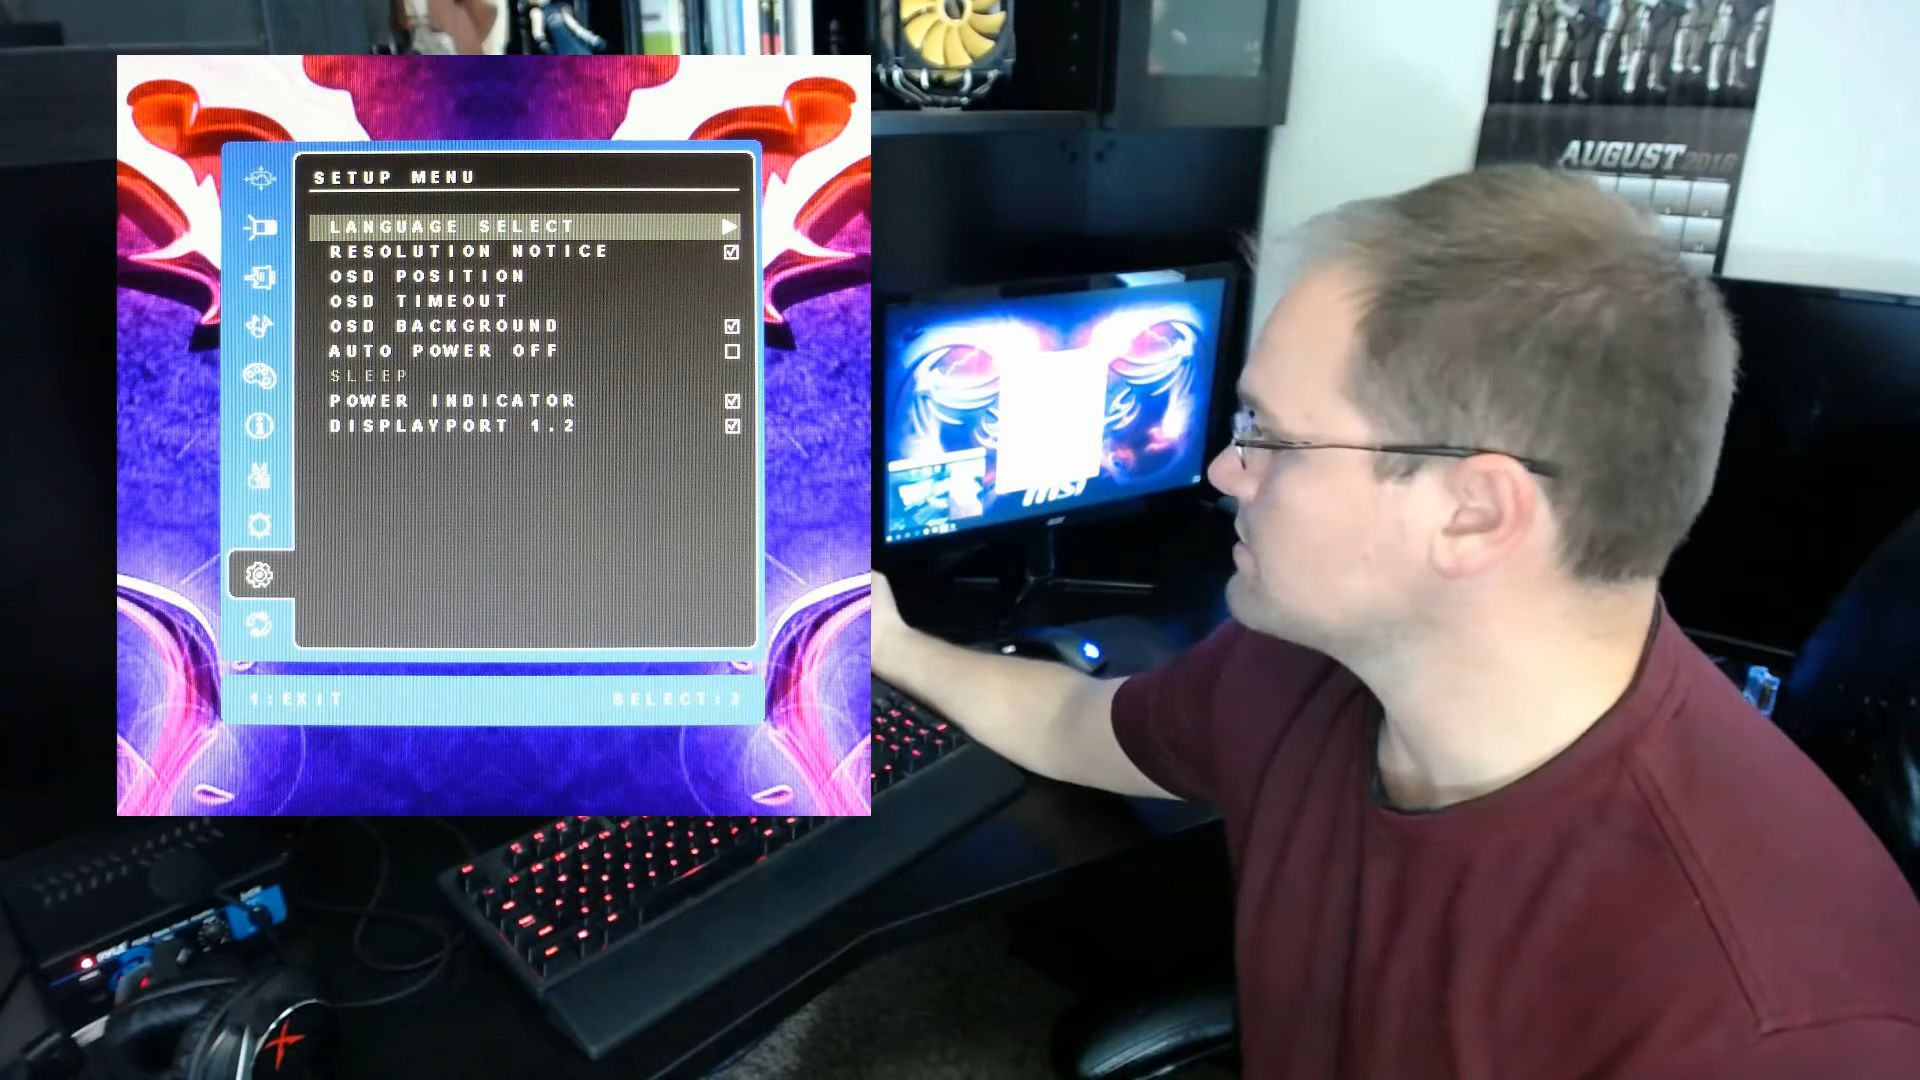 SETUP MENU
LANGUAGE SELECT
RESOLUTION NOTICE
OSD POSITION
OSD TIMEOUT
OSD BACKGROUND
AUTO POWER OFF
SLEEP
POWER INDICATOR
DISPLAYPORT 1.2
1:EXIT
SELECT:2
AUGUST 2016
msi